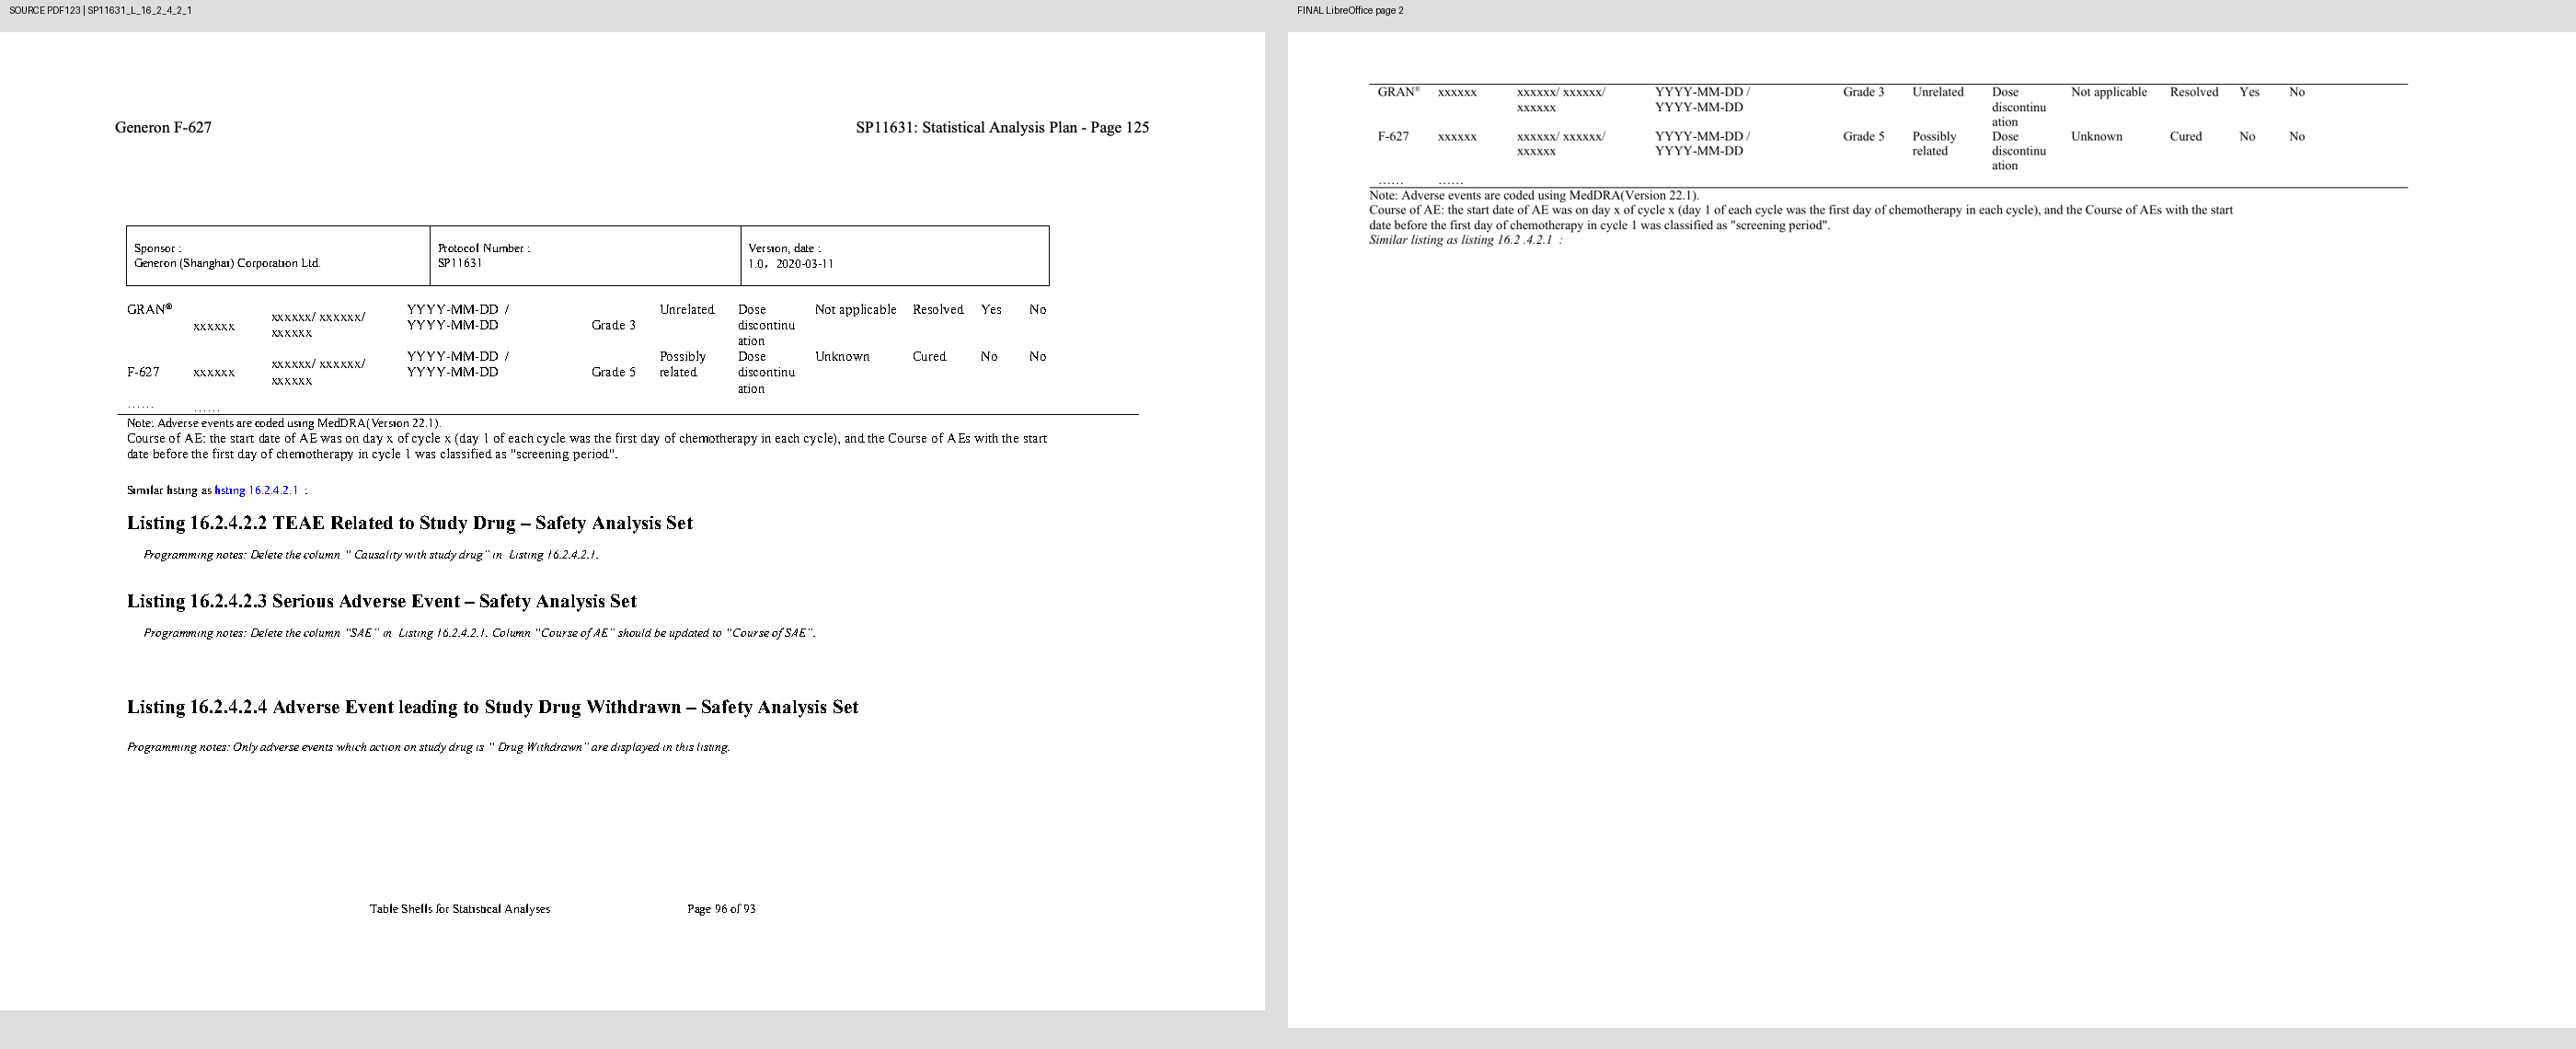 SOURCE PDF123 | SP11631_L_16_2_4_2_1
Generon F-627 SP11631: Statistical Analysis Plan - Page 125
Sponsor : Protocol Number : Version, date :
Generon (Shanghai) Corporation Ltd. SP11631 1.0, 2020-03-11
GRAN® YYYY-MM-DD / Unrelated Dose Not applicable Resolved Yes No
xxxxxx xxxxxx/ xxxxxx/ YYYY-MM-DD Grade 3 discontinu
xxxxxx ation
YYYY-MM-DD / Possibly Dose Unknown Cured No No
F-627 xxxxxx xxxxxx/ xxxxxx/ YYYY-MM-DD Grade 5 related discontinu
xxxxxx ation
...... ......
Note: Adverse events are coded using MedDRA(Version 22.1).
Course of AE: the start date of AE was on day x of cycle x (day 1 of each cycle was the first day of chemotherapy in each cycle), and the Course of AEs with the start
date before the first day of chemotherapy in cycle 1 was classified as "screening period".
Similar listing as listing 16.2.4.2.1 :
Listing 16.2.4.2.2 TEAE Related to Study Drug – Safety Analysis Set
Programming notes: Delete the column “ Causality with study drug” in Listing 16.2.4.2.1.
Listing 16.2.4.2.3 Serious Adverse Event – Safety Analysis Set
Programming notes: Delete the column “SAE” in Listing 16.2.4.2.1. Column “Course of AE” should be updated to “Course of SAE”.
Listing 16.2.4.2.4 Adverse Event leading to Study Drug Withdrawn – Safety Analysis Set
Programming notes: Only adverse events which action on study drug is “ Drug Withdrawn” are displayed in this listing.
Table Shells for Statistical Analyses Page 96 of 93
FINAL LibreOffice page 2
GRAN® xxxxxx xxxxxx/ xxxxxx/ YYYY-MM-DD / Grade 3 Unrelated Dose Not applicable Resolved Yes No
xxxxxx YYYY-MM-DD discontinu
ation
F-627 xxxxxx xxxxxx/ xxxxxx/ YYYY-MM-DD / Grade 5 Possibly Dose Unknown Cured No No
xxxxxx YYYY-MM-DD related discontinu
ation
...... ......
Note: Adverse events are coded using MedDRA(Version 22.1).
Course of AE: the start date of AE was on day x of cycle x (day 1 of each cycle was the first day of chemotherapy in each cycle), and the Course of AEs with the start
date before the first day of chemotherapy in cycle 1 was classified as "screening period".
Similar listing as listing 16.2 .4.2.1 :